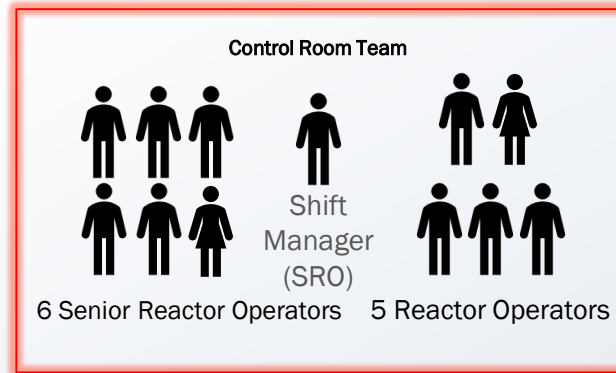 Control Room Team
Shift
Manager
(SRO)
6 Senior Reactor Operators
5 Reactor Operators